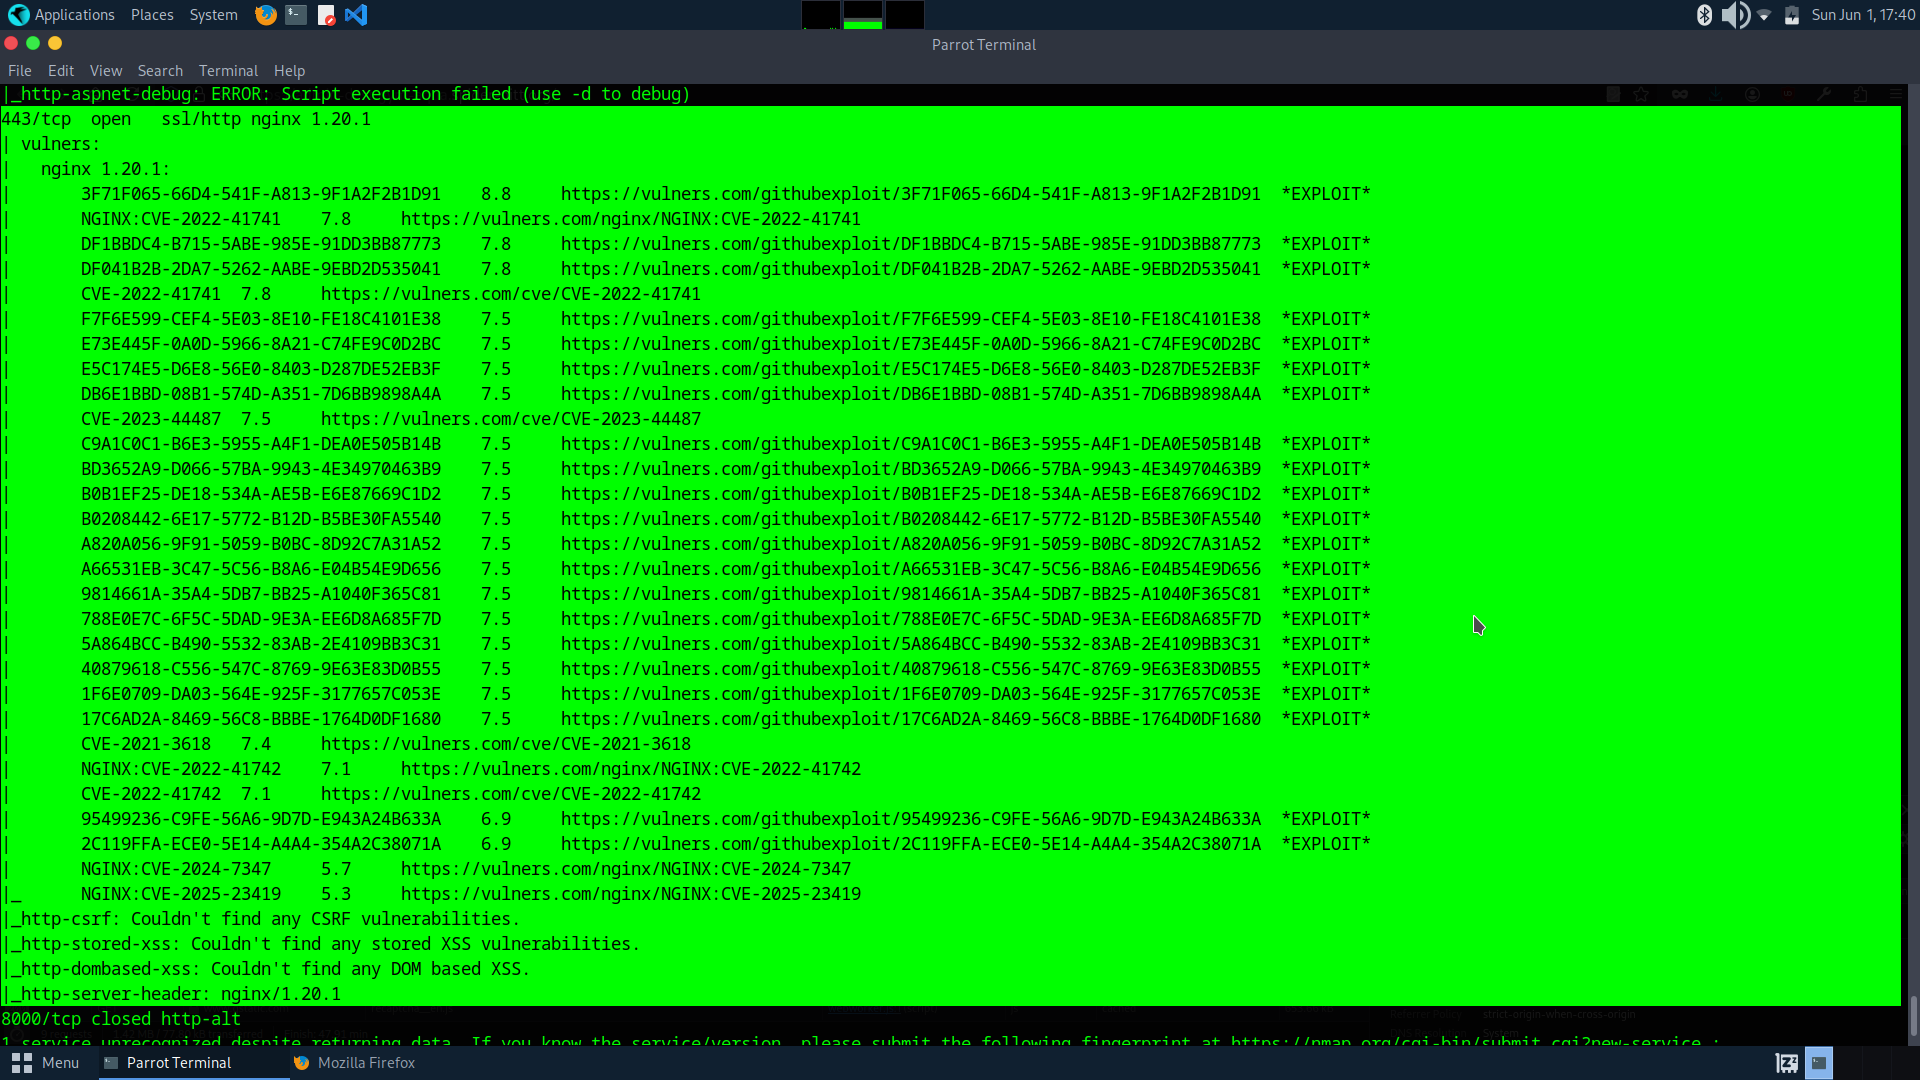 Applications Places System Sun Jun 1, 17:40
Parrot Terminal
File Edit View Search Terminal Help
|_http-aspnet-debug: ERROR: Script execution failed (use -d to debug)
443/tcp open ssl/http nginx 1.20.1
| vulners:
| nginx 1.20.1:
| 3F71F065-66D4-541F-A813-9F1A2F2B1D91 8.8 https://vulners.com/githubexploit/3F71F065-66D4-541F-A813-9F1A2F2B1D91 *EXPLOIT*
| NGINX:CVE-2022-41741 7.8 https://vulners.com/nginx/NGINX:CVE-2022-41741
| DF1BBDC4-B715-5ABE-985E-91DD3BB87773 7.8 https://vulners.com/githubexploit/DF1BBDC4-B715-5ABE-985E-91DD3BB87773 *EXPLOIT*
| DF041B2B-2DA7-5262-AABE-9EBD2D535041 7.8 https://vulners.com/githubexploit/DF041B2B-2DA7-5262-AABE-9EBD2D535041 *EXPLOIT*
| CVE-2022-41741 7.8 https://vulners.com/cve/CVE-2022-41741
| F7F6E599-CEF4-5E03-8E10-FE18C4101E38 7.5 https://vulners.com/githubexploit/F7F6E599-CEF4-5E03-8E10-FE18C4101E38 *EXPLOIT*
| E73E445F-0A0D-5966-8A21-C74FE9C0D2BC 7.5 https://vulners.com/githubexploit/E73E445F-0A0D-5966-8A21-C74FE9C0D2BC *EXPLOIT*
| E5C174E5-D6E8-56E0-8403-D287DE52EB3F 7.5 https://vulners.com/githubexploit/E5C174E5-D6E8-56E0-8403-D287DE52EB3F *EXPLOIT*
| DB6E1BBD-08B1-574D-A351-7D6BB9898A4A 7.5 https://vulners.com/githubexploit/DB6E1BBD-08B1-574D-A351-7D6BB9898A4A *EXPLOIT*
| CVE-2023-44487 7.5 https://vulners.com/cve/CVE-2023-44487
| C9A1C0C1-B6E3-5955-A4F1-DEA0E505B14B 7.5 https://vulners.com/githubexploit/C9A1C0C1-B6E3-5955-A4F1-DEA0E505B14B *EXPLOIT*
| BD3652A9-D066-57BA-9943-4E34970463B9 7.5 https://vulners.com/githubexploit/BD3652A9-D066-57BA-9943-4E34970463B9 *EXPLOIT*
| B0B1EF25-DE18-534A-AE5B-E6E87669C1D2 7.5 https://vulners.com/githubexploit/B0B1EF25-DE18-534A-AE5B-E6E87669C1D2 *EXPLOIT*
| B0208442-6E17-5772-B12D-B5BE30FA5540 7.5 https://vulners.com/githubexploit/B0208442-6E17-5772-B12D-B5BE30FA5540 *EXPLOIT*
| A820A056-9F91-5059-B0BC-8D92C7A31A52 7.5 https://vulners.com/githubexploit/A820A056-9F91-5059-B0BC-8D92C7A31A52 *EXPLOIT*
| A66531EB-3C47-5C56-B8A6-E04B54E9D656 7.5 https://vulners.com/githubexploit/A66531EB-3C47-5C56-B8A6-E04B54E9D656 *EXPLOIT*
| 9814661A-35A4-5DB7-BB25-A1040F365C81 7.5 https://vulners.com/githubexploit/9814661A-35A4-5DB7-BB25-A1040F365C81 *EXPLOIT*
| 788E0E7C-6F5C-5DAD-9E3A-EE6D8A685F7D 7.5 https://vulners.com/githubexploit/788E0E7C-6F5C-5DAD-9E3A-EE6D8A685F7D *EXPLOIT*
| 5A864BCC-B490-5532-83AB-2E4109BB3C31 7.5 https://vulners.com/githubexploit/5A864BCC-B490-5532-83AB-2E4109BB3C31 *EXPLOIT*
| 40879618-C556-547C-8769-9E63E83D0B55 7.5 https://vulners.com/githubexploit/40879618-C556-547C-8769-9E63E83D0B55 *EXPLOIT*
| 1F6E0709-DA03-564E-925F-3177657C053E 7.5 https://vulners.com/githubexploit/1F6E0709-DA03-564E-925F-3177657C053E *EXPLOIT*
| 17C6AD2A-8469-56C8-BBBE-1764D0DF1680 7.5 https://vulners.com/githubexploit/17C6AD2A-8469-56C8-BBBE-1764D0DF1680 *EXPLOIT*
| CVE-2021-3618 7.4 https://vulners.com/cve/CVE-2021-3618
| NGINX:CVE-2022-41742 7.1 https://vulners.com/nginx/NGINX:CVE-2022-41742
| CVE-2022-41742 7.1 https://vulners.com/cve/CVE-2022-41742
| 95499236-C9FE-56A6-9D7D-E943A24B633A 6.9 https://vulners.com/githubexploit/95499236-C9FE-56A6-9D7D-E943A24B633A *EXPLOIT*
| 2C119FFA-ECE0-5E14-A4A4-354A2C38071A 6.9 https://vulners.com/githubexploit/2C119FFA-ECE0-5E14-A4A4-354A2C38071A *EXPLOIT*
| NGINX:CVE-2024-7347 5.7 https://vulners.com/nginx/NGINX:CVE-2024-7347
|_ NGINX:CVE-2025-23419 5.3 https://vulners.com/nginx/NGINX:CVE-2025-23419
|_http-csrf: Couldn't find any CSRF vulnerabilities.
|_http-stored-xss: Couldn't find any stored XSS vulnerabilities.
|_http-dombased-xss: Couldn't find any DOM based XSS.
|_http-server-header: nginx/1.20.1
8000/tcp closed http-alt
strict-origin-when-cross-origin
1 service unrecognized despite returning data. If you know the service/version, please submit the following fingerprint at https://nmap.org/cgi-bin/submit.cgi?new-service :
Menu Parrot Terminal Mozilla Firefox